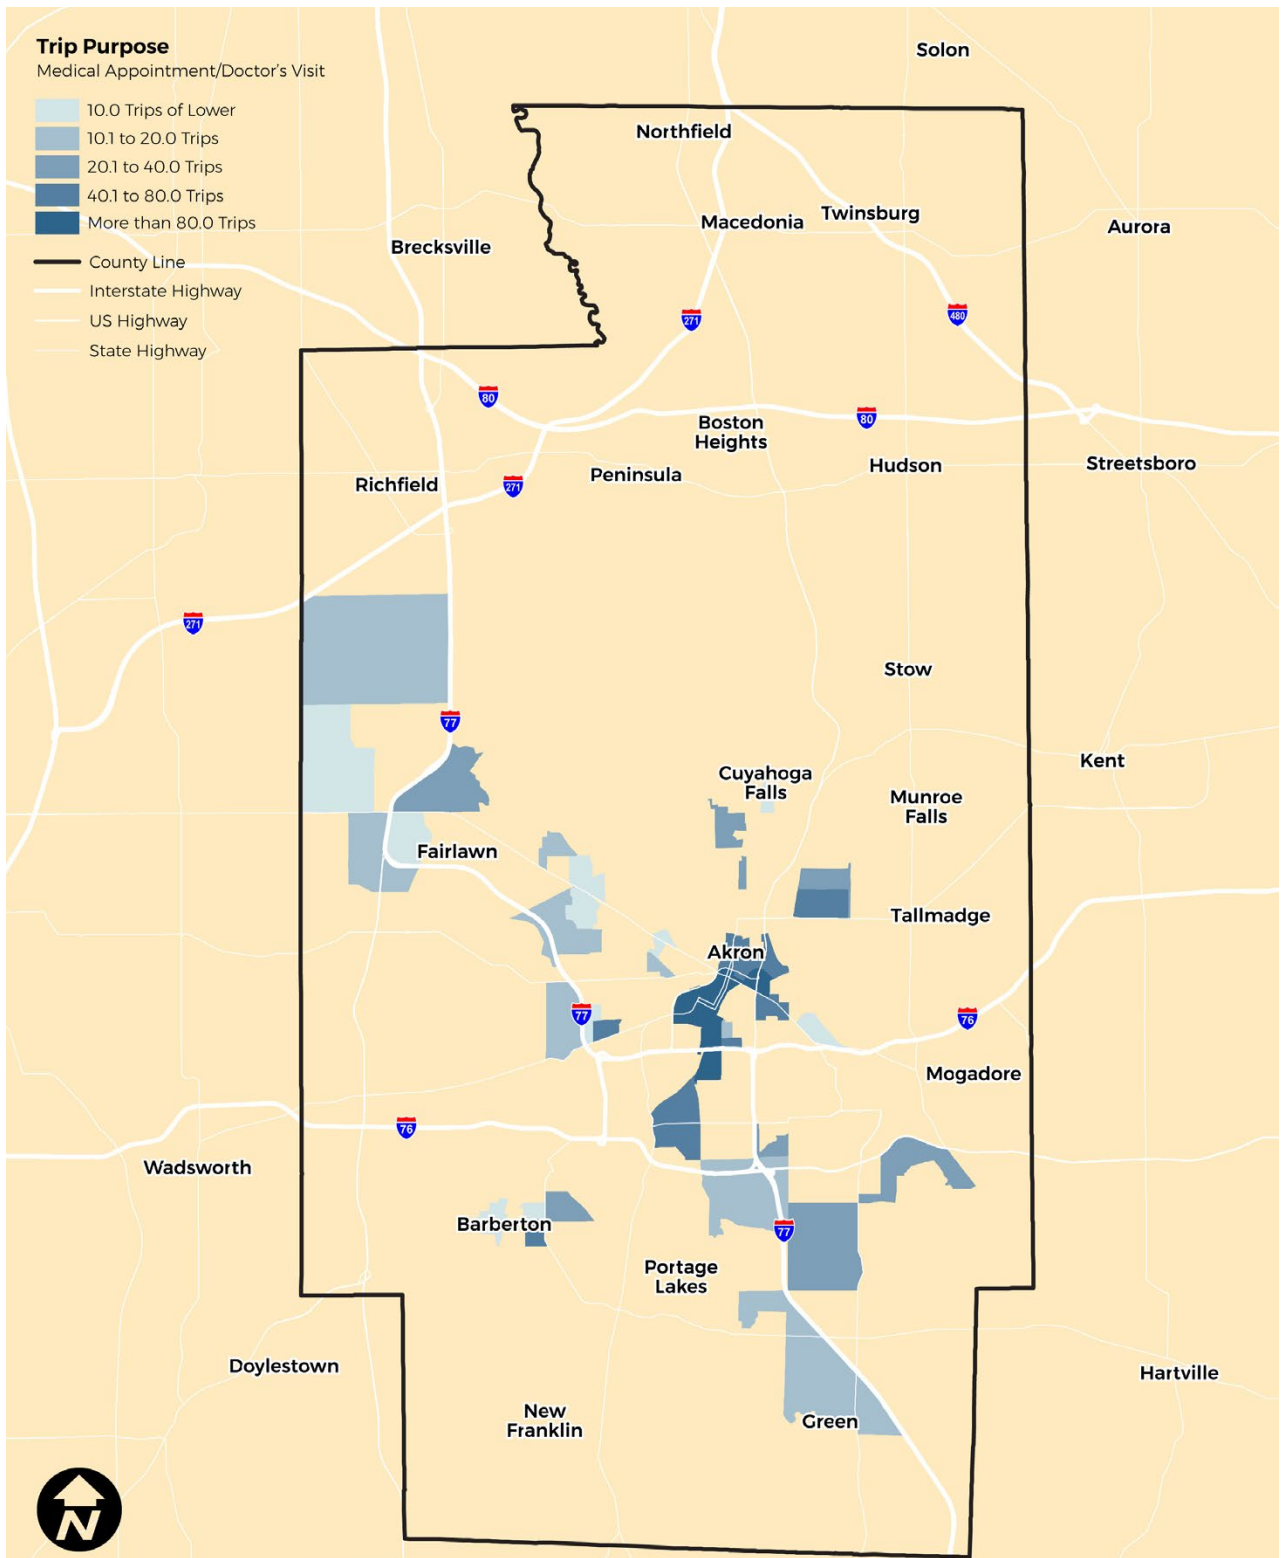 Trip Purpose
Medical Appointment/Doctor's Visit
10.0 Trips of Lower
10.1 to 20.0 Trips
20.1 to 40.0 Trips
40.1 to 80.0 Trips
More than 80.0 Trips
County Line
Interstate Highway
US Highway
State Highway
Solon
Northfield
Macedonia
Twinsburg
Aurora
Brecksville
271
480
80
80
Boston
Heights
Hudson
Streetsboro
Peninsula
Richfield
271
271
Stow
77
Kent
Cuyahoga
Falls
Munroe
Falls
Fairlawn
Tallmadge
Akron
77
76
Mogadore
76
Wadsworth
Barberton
77
Portage
Lakes
Doylestown
Hartville
New
Franklin
Green
N